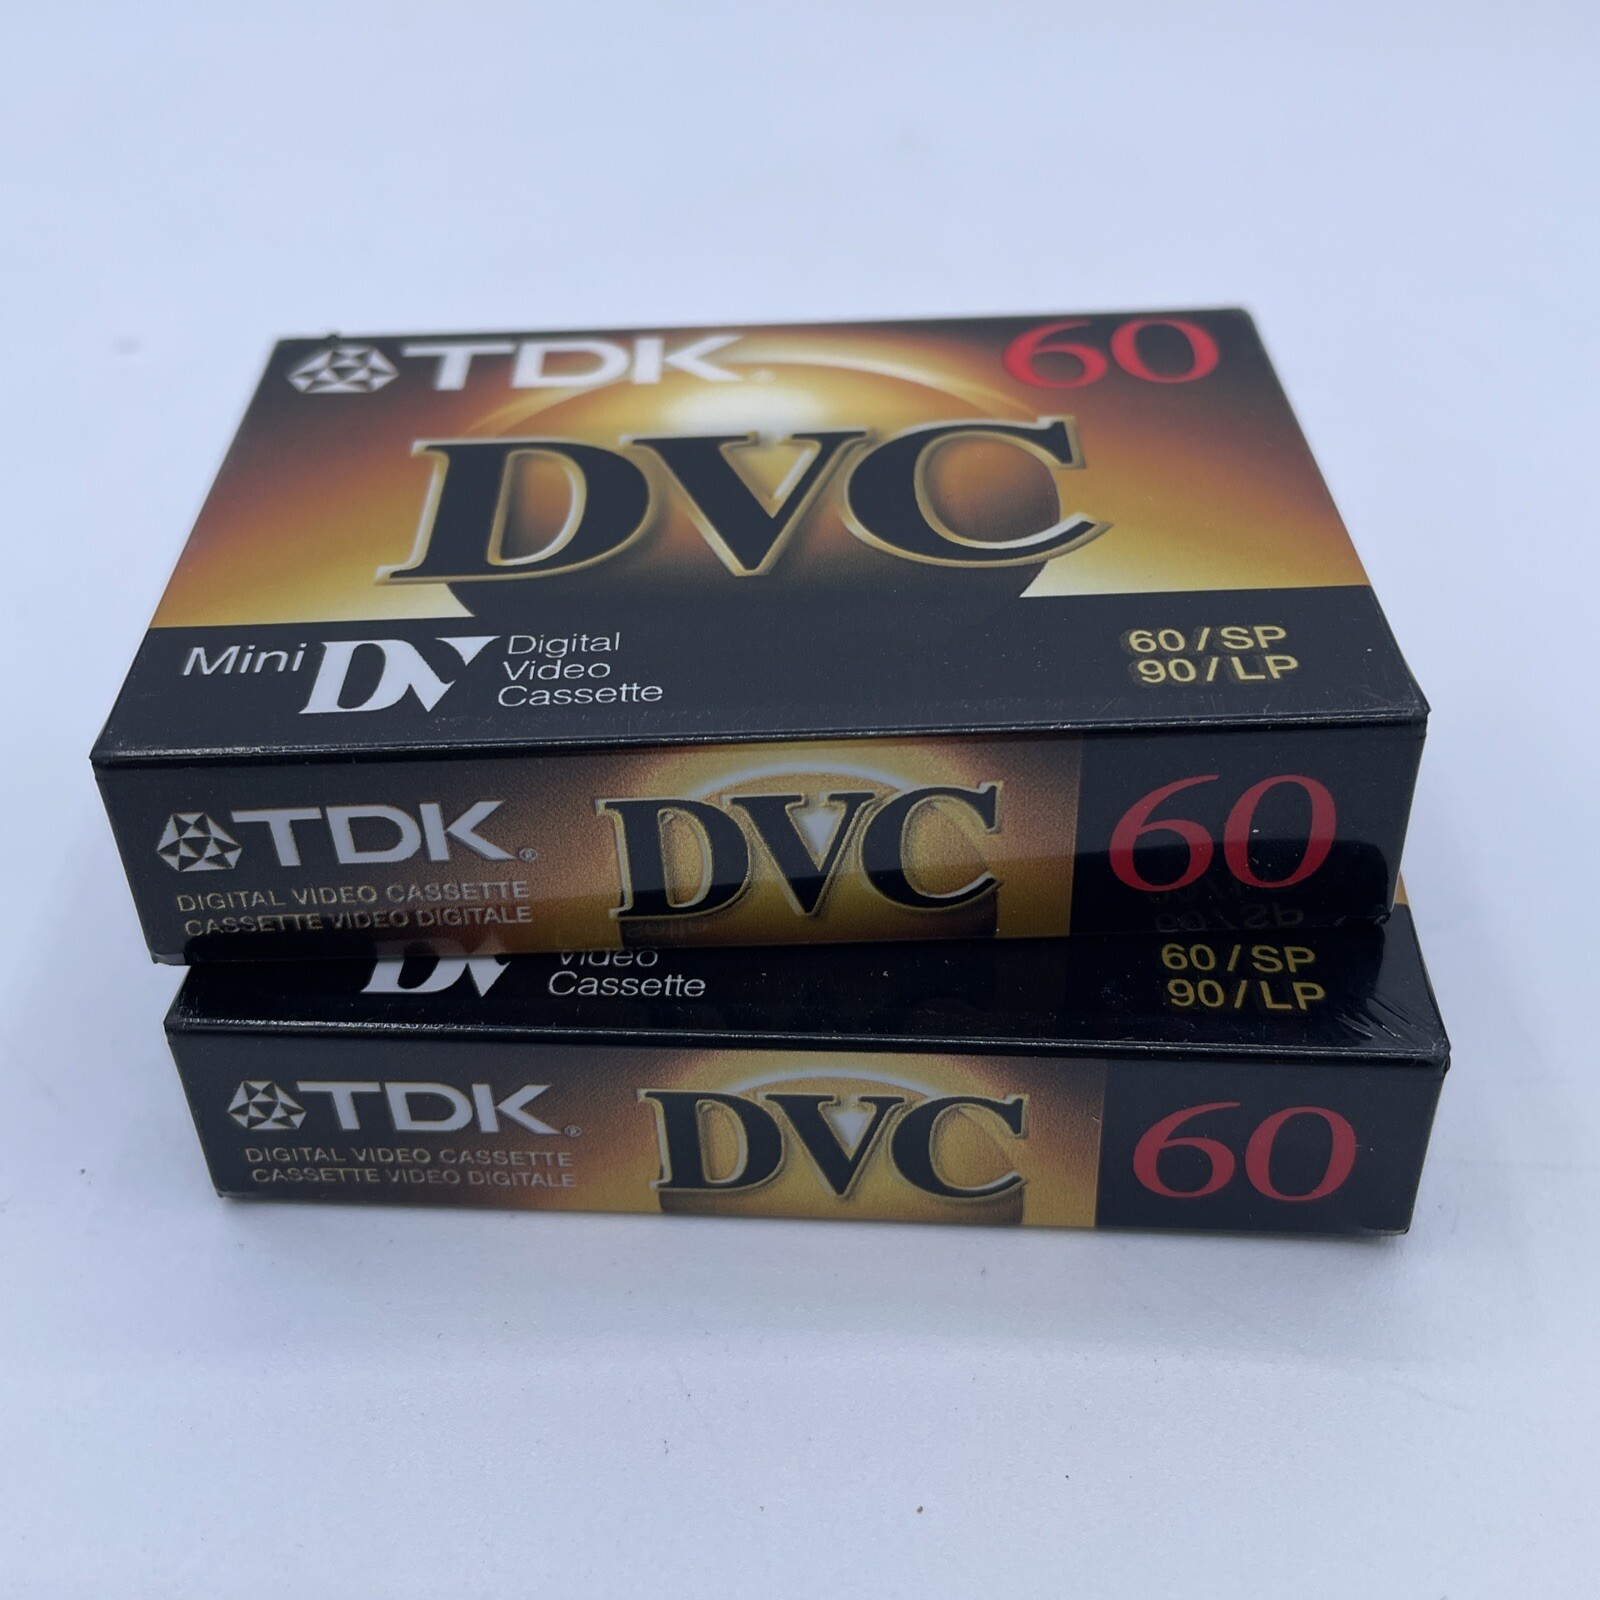 TDK. 60
DVC
Mini DV Digital
Video
Cassette
60/SP
90/LP
TDK® DVC 60
DIGITAL VIDEO CASSETTE
CASSETTE VIDEO DIGITALE
DV Video
Cassette
60/SP
90/LP
TDK® DVC 60
DIGITAL VIDEO CASSETTE
CASSETTE VIDEO DIGITALE